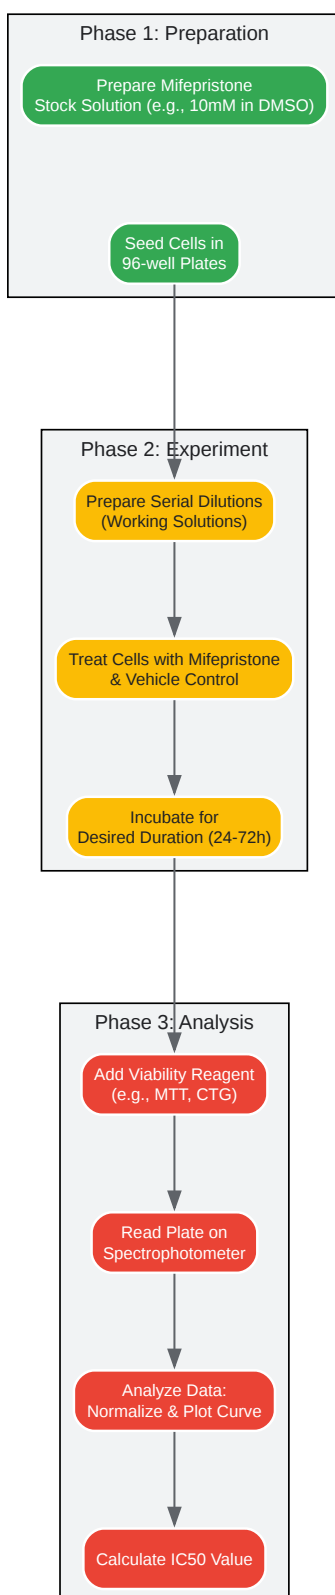 Phase 1: Preparation
Prepare Mifepristone
Stock Solution (e.g., 10mM in DMSO)
Seed Cells in
96-well Plates
Phase 2: Experiment
Prepare Serial Dilutions
(Working Solutions)
Treat Cells with Mifepristone
& Vehicle Control
Incubate for
Desired Duration (24-72h)
Phase 3: Analysis
Add Viability Reagent
(e.g., MTT, CTG)
Read Plate on
Spectrophotometer
Analyze Data:
Normalize & Plot Curve
Calculate IC50 Value